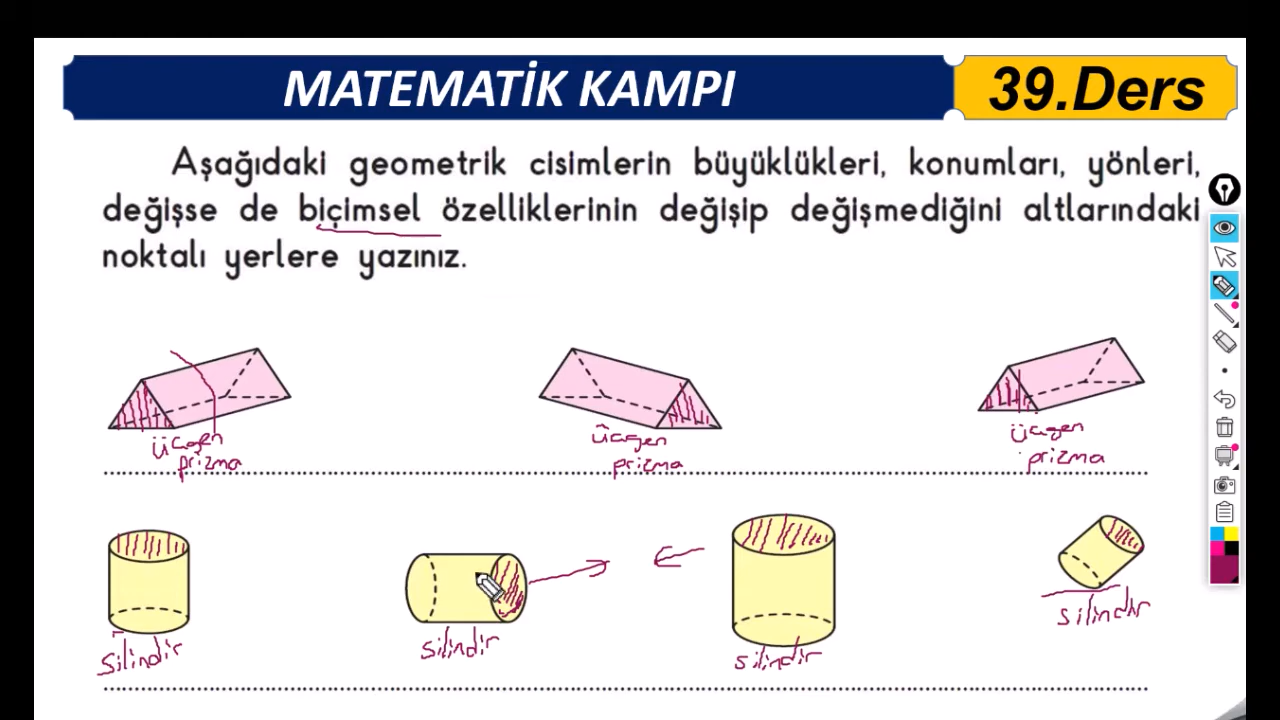 MATEMATİK KAMPI
39.Ders
Aşağıdaki geometrik cisimlerin büyüklükleri, konumları, yönleri,
değişse de biçimsel özelliklerinin değişip değişmediğini altlarındaki
noktalı yerlere yazınız.
üçgen prizma
üçgen prizma
üçgen prizma
silindir
silindir
silindir
silindir